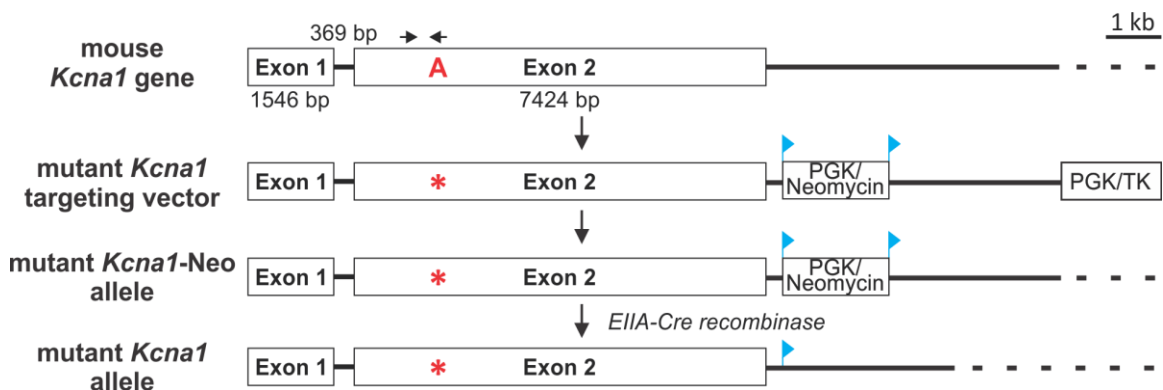 1 kb
369 bp
mouse
Kcna1 gene
Exon 1
A
Exon 2
1546 bp
7424 bp
mutant Kcna1
targeting vector
Exon 1
*
Exon 2
PGK/
Neomycin
PGK/TK
mutant Kcna1-Neo
allele
Exon 1
*
Exon 2
PGK/
Neomycin
EIIA-Cre recombinase
mutant Kcna1
allele
Exon 1
*
Exon 2